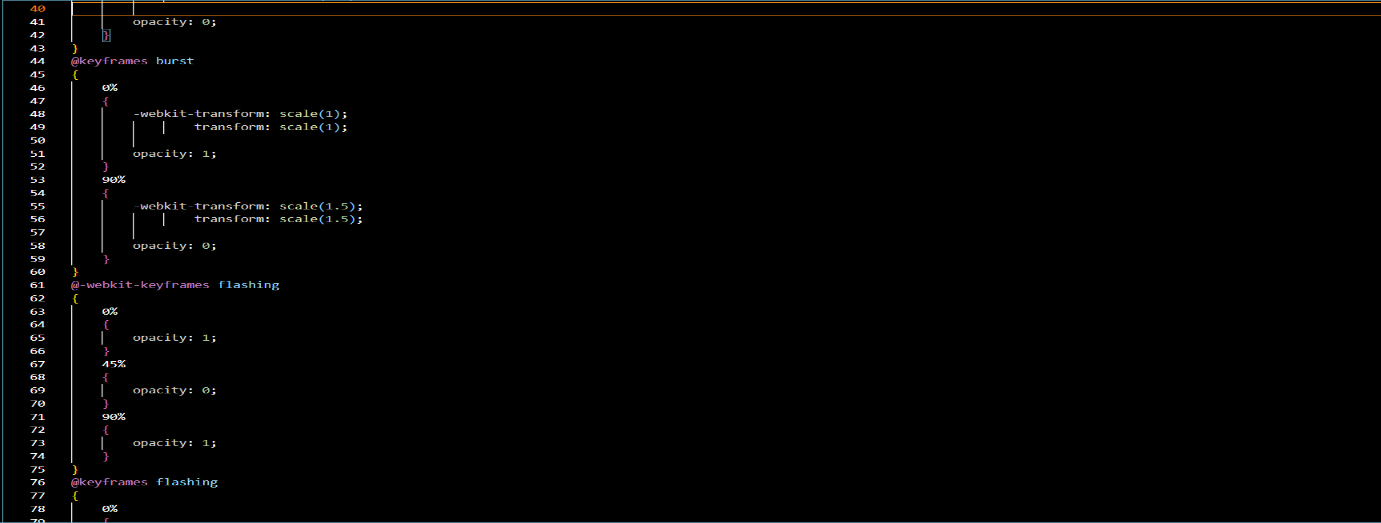 40
41 opacity: 0;
42 }
43 }
44 @keyframes burst
45 {
46 0%
47 {
48 -webkit-transform: scale(1);
49 transform: scale(1);
50
51 opacity: 1;
52 }
53 90%
54 {
55 -webkit-transform: scale(1.5);
56 transform: scale(1.5);
57
58 opacity: 0;
59 }
60 }
61 @-webkit-keyframes flashing
62 {
63 0%
64 {
65 opacity: 1;
66 }
67 45%
68 {
69 opacity: 0;
70 }
71 90%
72 {
73 opacity: 1;
74 }
75 }
76 @keyframes flashing
77 {
78 0%
79 {